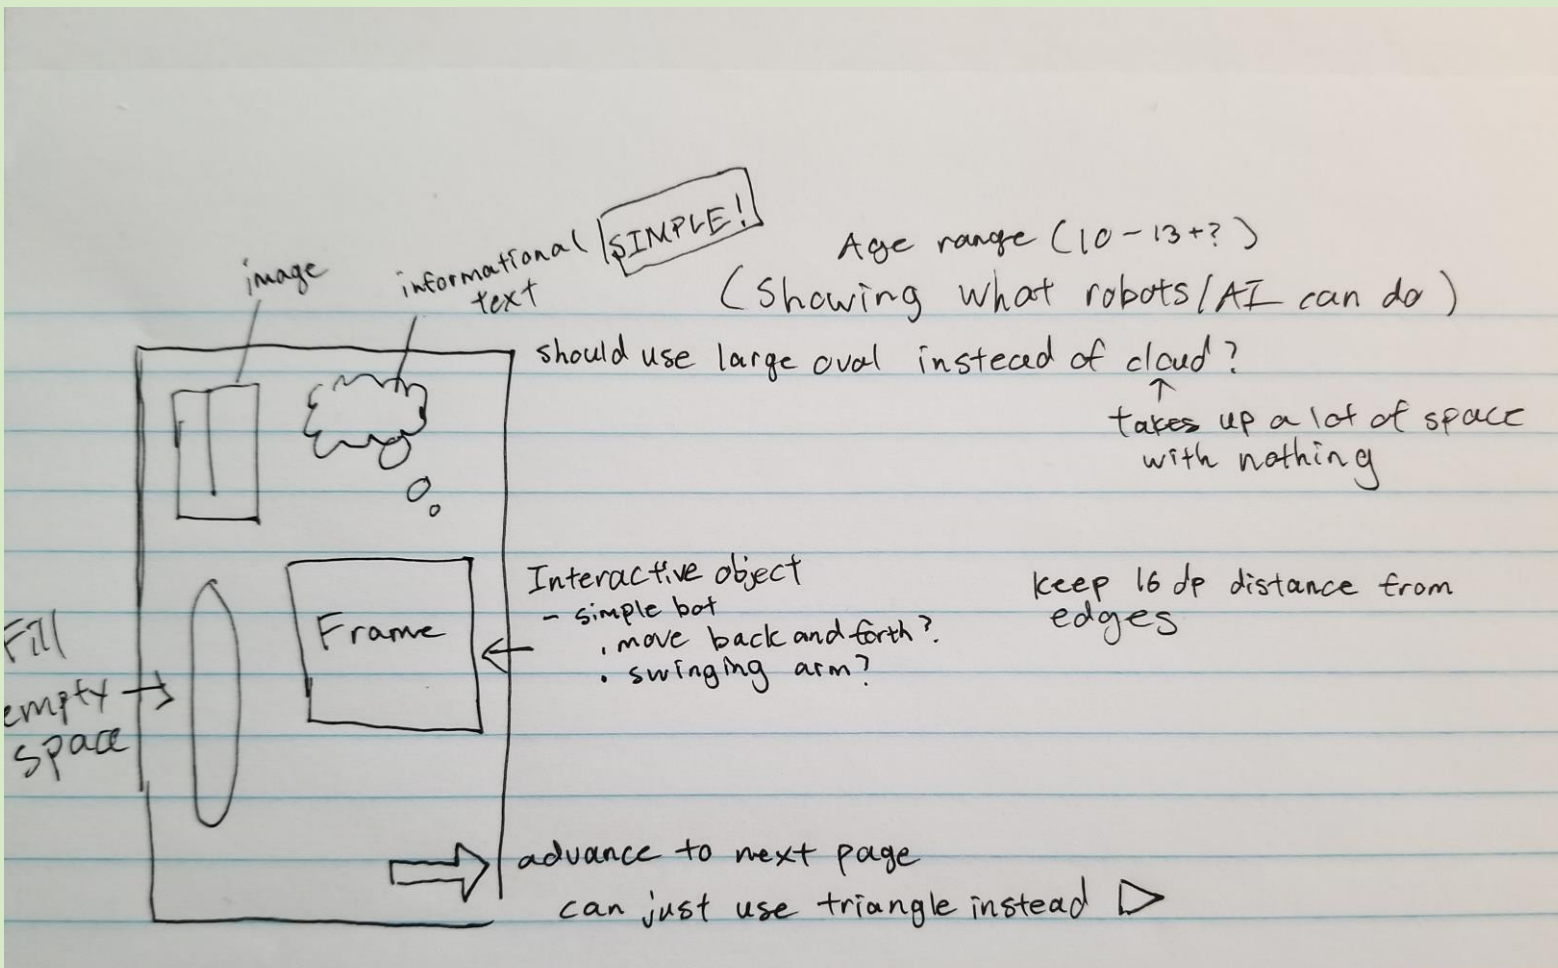 image
informational
text
SIMPLE!
Age range (10-13+?)
(Showing what robots/AI can do)
should use large oval instead of cloud?
↑
takes up a lot of space
with nothing
Interactive object
- simple bot
. move back and forth?
. swinging arm?
Frame
←
keep 16 dp distance from
edges
Fill
empty →
space
advance to next page
can just use triangle instead ▷